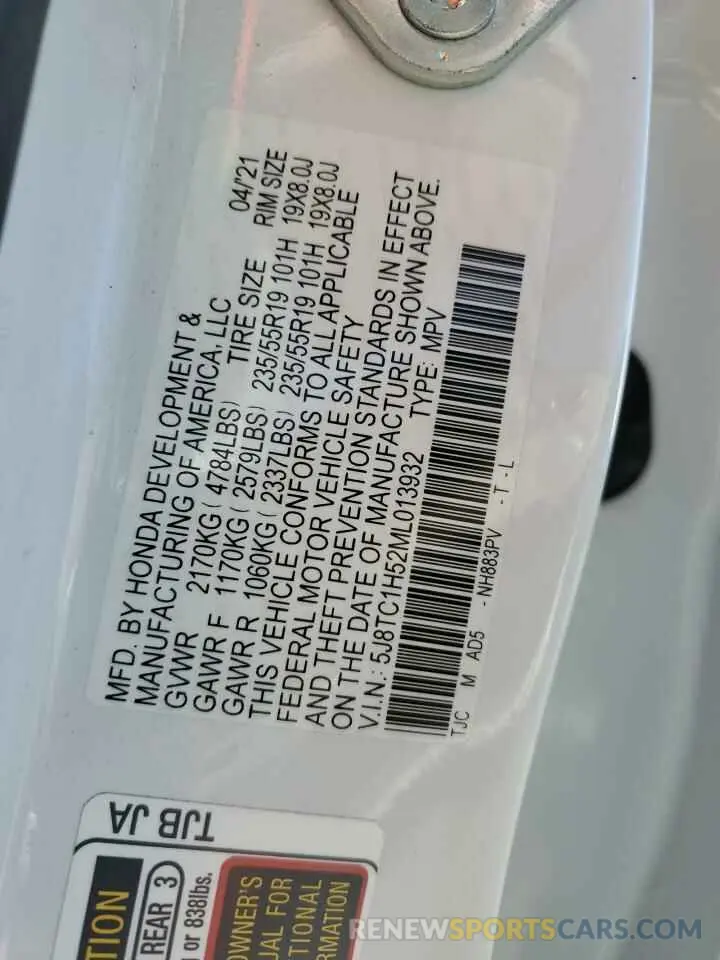 MFD. BY HONDA DEVELOPMENT &
MANUFACTURING OF AMERICA, LLC 04/'21
GVWR 2170KG ( 4784LBS) TIRE SIZE RIM SIZE
GAWR F 1170KG ( 2579LBS) 235/55R19 101H 19X8.0J
GAWR R 1060KG ( 2337LBS) 235/55R19 101H 19X8.0J
THIS VEHICLE CONFORMS TO ALL APPLICABLE
FEDERAL MOTOR VEHICLE SAFETY
AND THEFT PREVENTION STANDARDS IN EFFECT
ON THE DATE OF MANUFACTURE SHOWN ABOVE.
V.I.N.: 5J8TC1H52ML013932 TYPE: MPV
TJC M AD5 - NH883PV - T - L
TJB JA
TION
REAR 3
or 838lbs.
OWNER'S
UAL FOR
TIONAL
RMATION
RENEWSPORTSCARS.COM